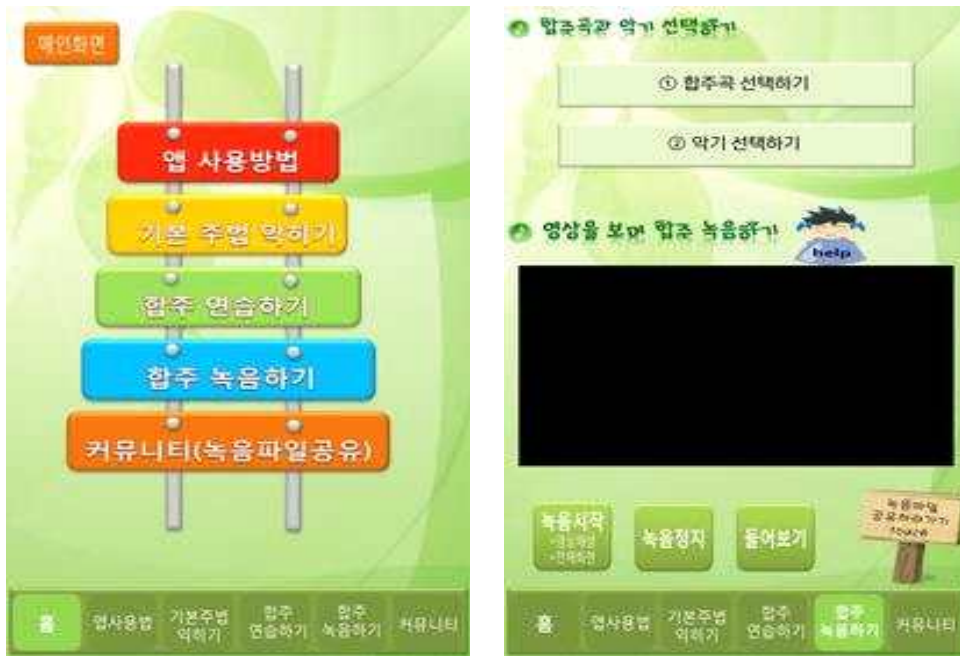 메인화면
앱 사용방법
기본 주법 익히기
합주 연습하기
합주 녹음하기
커뮤니티(녹음파일공유)
홈
앱사용법
기본주법
익히기
합주
연습하기
합주
녹음하기
커뮤니티
합주곡과 악기 선택하기
① 합주곡 선택하기
② 악기 선택하기
영상을 보며 합주 녹음하기
help
녹음시작
녹음정지
들어보기
녹음파일
홈
앱사용법
기본주법
익히기
합주
연습하기
합주
녹음하기
커뮤니티